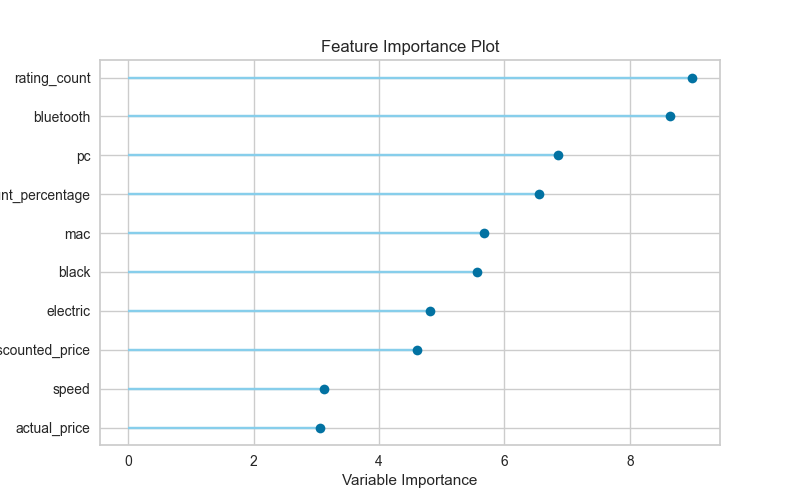 Feature Importance Plot
rating_count
bluetooth
pc
nt_percentage
mac
black
electric
scounted_price
speed
actual_price
0 2 4 6 8
Variable Importance